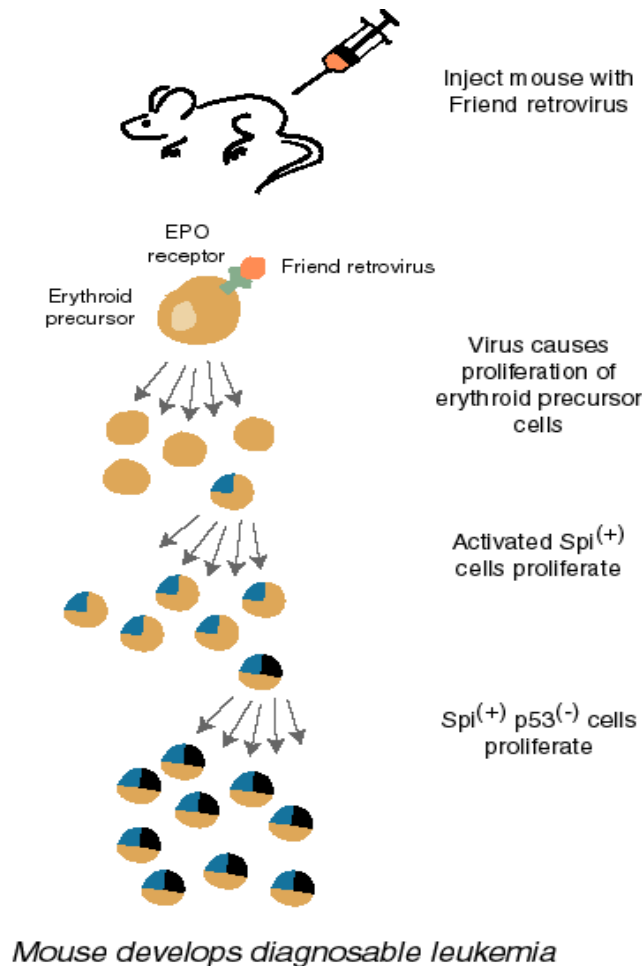 Inject mouse with
Friend retrovirus
EPO
receptor
Friend retrovirus
Erythroid
precursor
Virus causes
proliferation of
erythroid precursor
cells
Activated Spi(+)
cells proliferate
Spi(+) p53(-) cells
proliferate
Mouse develops diagnosable leukemia